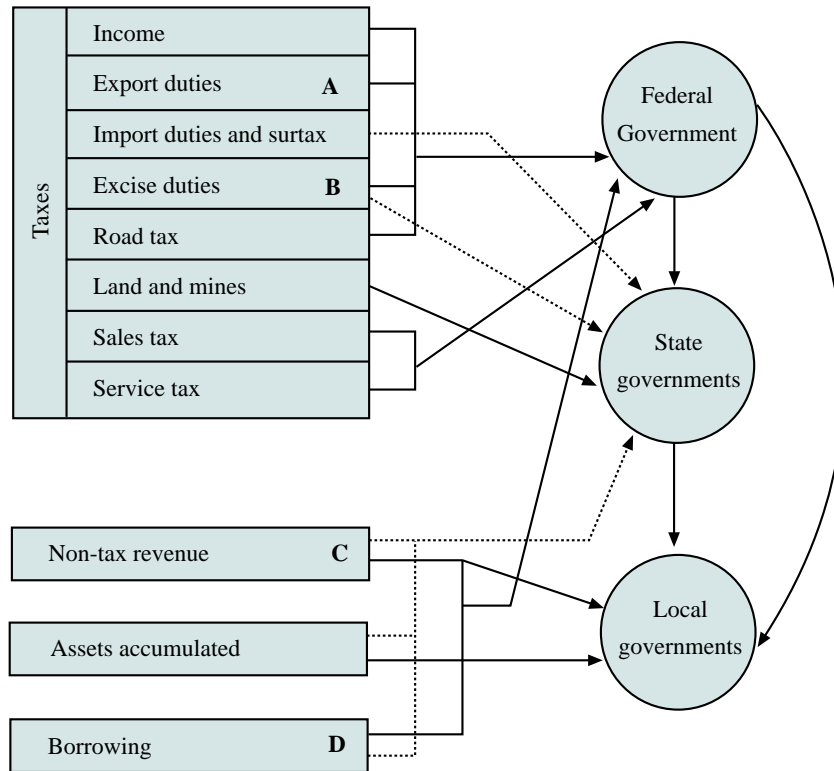 Taxes
Income
Export duties A
Import duties and surtax
Excise duties B
Road tax
Land and mines
Sales tax
Service tax
Non-tax revenue C
Assets accumulated
Borrowing D
Federal
Government
State
governments
Local
governments